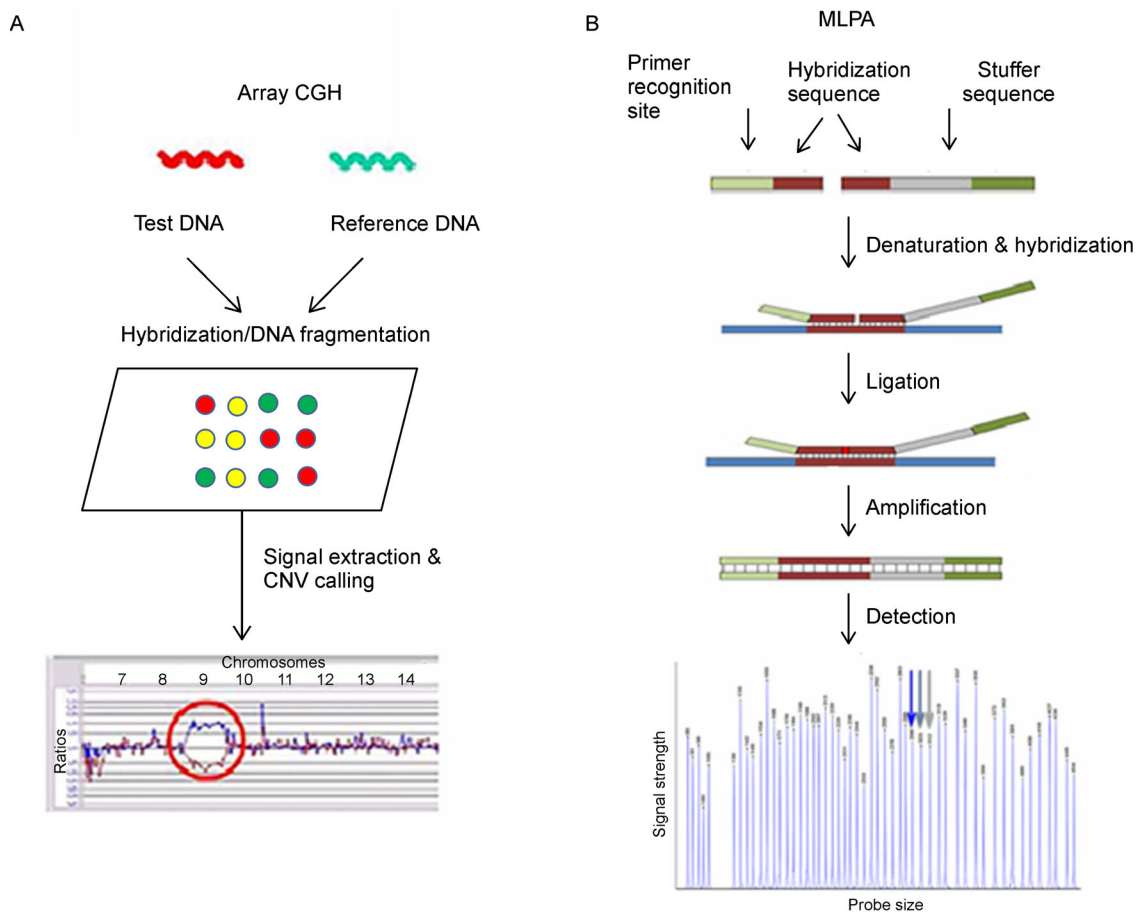 A
Array CGH
Test DNA
Reference DNA
Hybridization/DNA fragmentation
Signal extraction &
CNV calling
Chromosomes
7 8 9 10 11 12 13 14
Ratios
B
MLPA
Primer
recognition
site
Hybridization
sequence
Stuffer
sequence
Denaturation & hybridization
Ligation
Amplification
Detection
Signal strength
Probe size